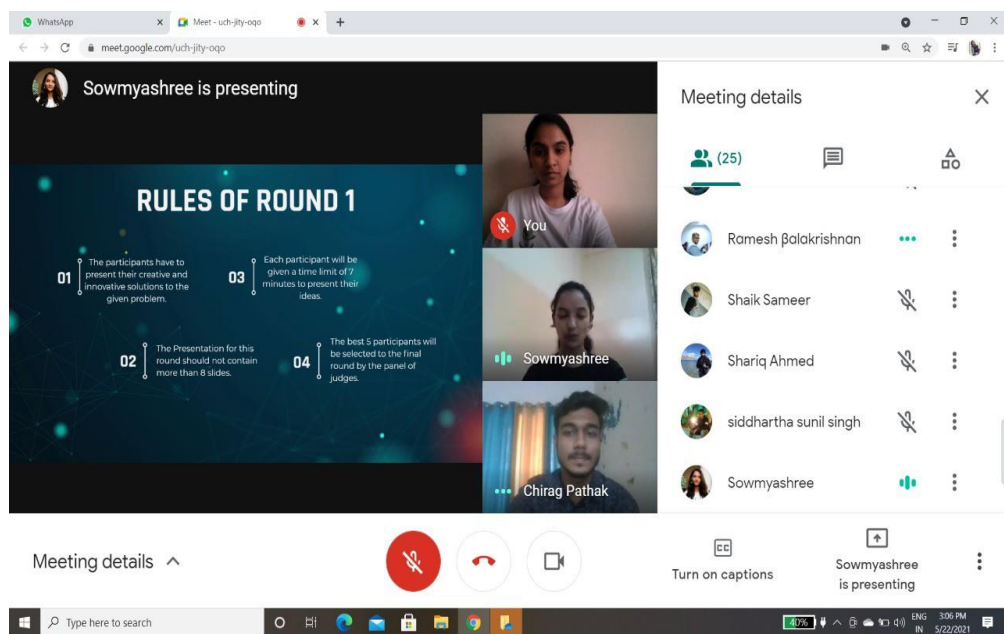 WhatsApp
Meet - uch-jity-oqo
meet.google.com/uch-jity-oqo
Sowmyashree is presenting
RULES OF ROUND 1
01
The participants have to
present their creative and
innovative solutions to the
given problem.
03
Each participant will be
given a time limit of 7
minutes to present their
ideas.
02
The Presentation for this
round should not contain
more than 8 slides.
04
The best 5 participants will
be selected to the final
round by the panel of
judges.
You
Sowmyashree
Chirag Pathak
Meeting details
(25)
Ramesh βalakrishnan
Shaik Sameer
Shariq Ahmed
siddhartha sunil singh
Sowmyashree
Meeting details
CC
Turn on captions
Sowmyashree
is presenting
Type here to search
40%
ENG
IN
3:06 PM
5/22/2021